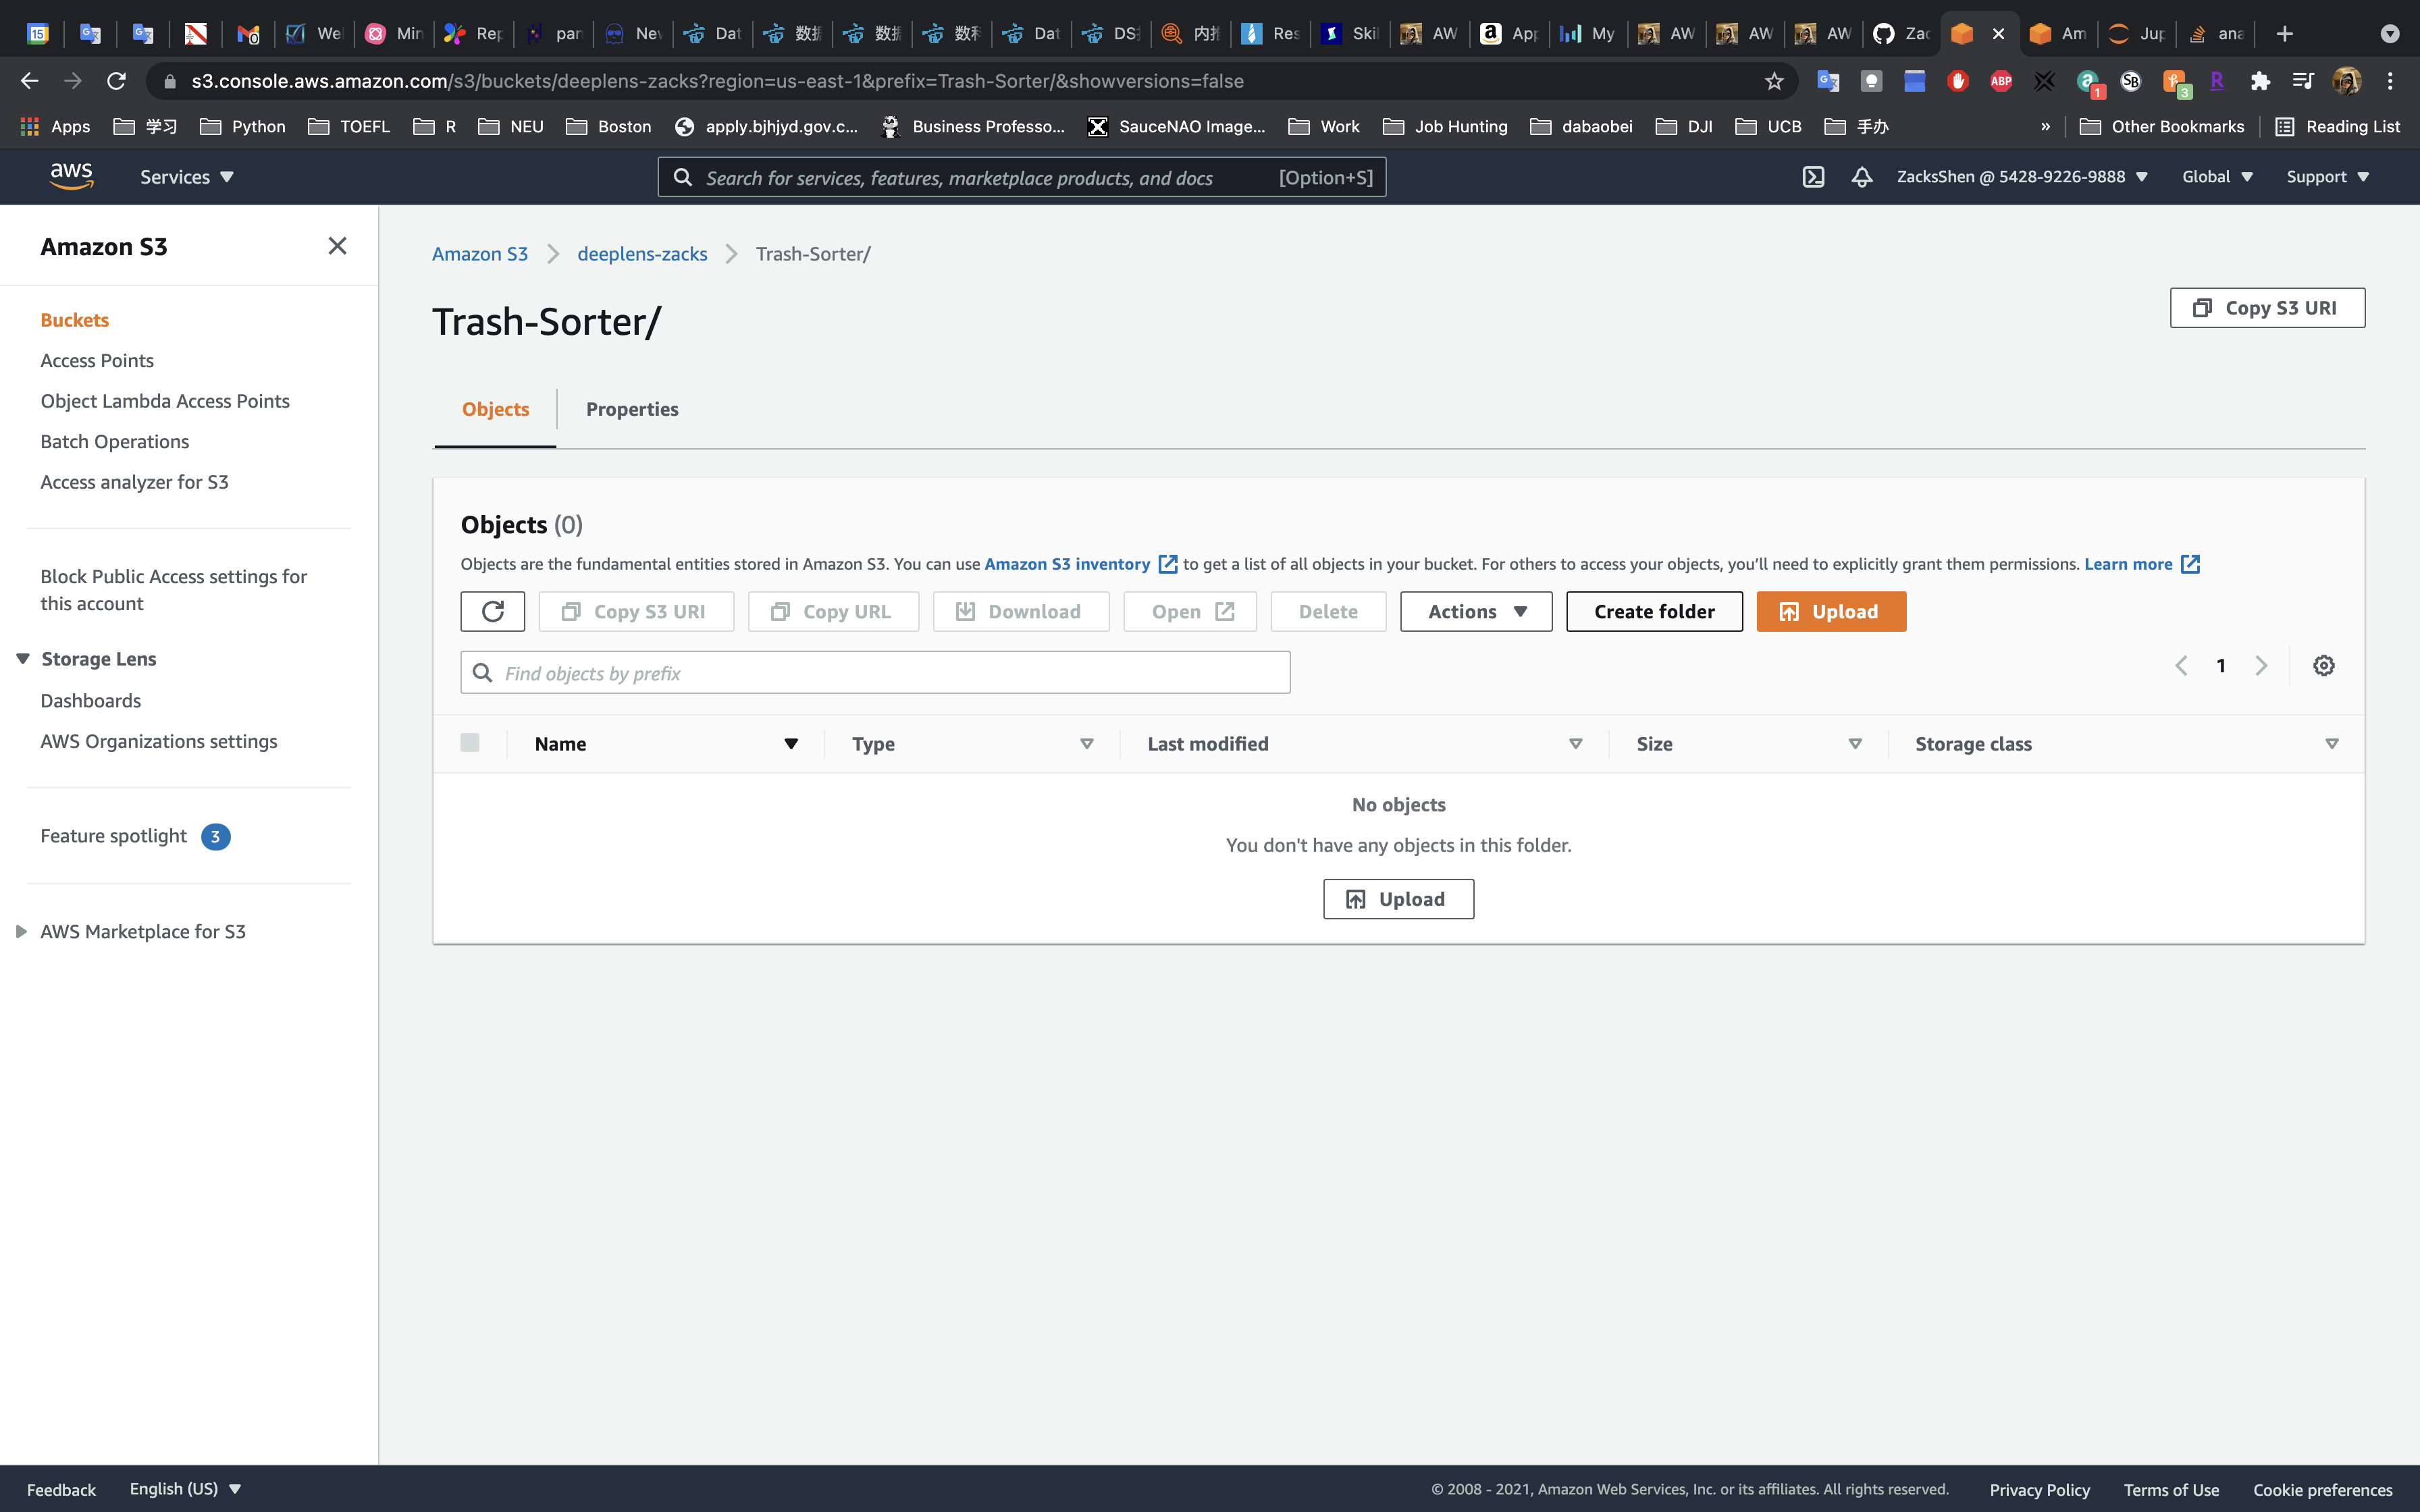 15 We Min Rep pan Nev Dat 数据 数据 数科 Dat DS 内推 Res Ski AW App My AW AW AW Zac Am Jup ana
s3.console.aws.amazon.com/s3/buckets/deeplens-zacks?region=us-east-1&prefix=Trash-Sorter/&showversions=false ABP 1 SB 3 R
Apps 学习 Python TOEFL R NEU Boston apply.bjhjyd.gov.c... Business Professo... SauceNAO Image... Work Job Hunting dabaobei DJI UCB 手办 » Other Bookmarks Reading List
aws Services Search for services, features, marketplace products, and docs [Option+S] ZacksShen @ 5428-9226-9888 Global Support
Amazon S3
Buckets
Access Points
Object Lambda Access Points
Batch Operations
Access analyzer for S3
Block Public Access settings for
this account
Storage Lens
Dashboards
AWS Organizations settings
Feature spotlight 3
AWS Marketplace for S3
Amazon S3 deeplens-zacks Trash-Sorter/
Trash-Sorter/
Copy S3 URI
Objects Properties
Objects (0)
Objects are the fundamental entities stored in Amazon S3. You can use Amazon S3 inventory to get a list of all objects in your bucket. For others to access your objects, you'll need to explicitly grant them permissions. Learn more
Copy S3 URI Copy URL Download Open Delete Actions Create folder Upload
Find objects by prefix 1
Name Type Last modified Size Storage class
No objects
You don't have any objects in this folder.
Upload
Feedback English (US) © 2008 - 2021, Amazon Web Services, Inc. or its affiliates. All rights reserved. Privacy Policy Terms of Use Cookie preferences